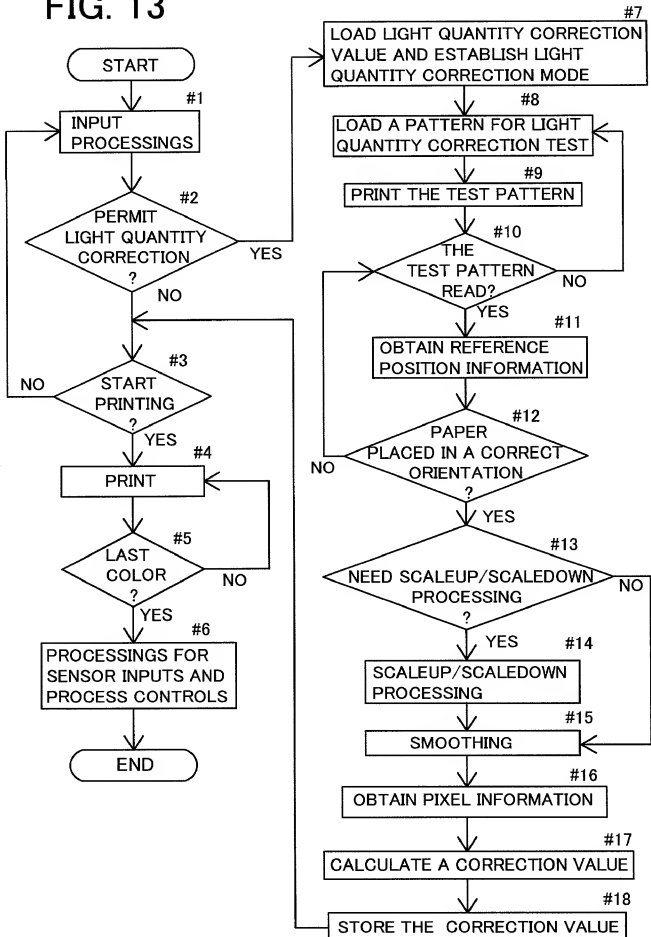 FIG. 13
START
#1
INPUT
PROCESSINGS
#2
PERMIT
LIGHT QUANTITY
CORRECTION
?
YES
NO
#3
START
PRINTING
?
NO
YES
#4
PRINT
#5
LAST
COLOR
?
NO
YES
#6
PROCESSINGS FOR
SENSOR INPUTS AND
PROCESS CONTROLS
END
#7
LOAD LIGHT QUANTITY CORRECTION
VALUE AND ESTABLISH LIGHT
QUANTITY CORRECTION MODE
#8
LOAD A PATTERN FOR LIGHT
QUANTITY CORRECTION TEST
#9
PRINT THE TEST PATTERN
#10
THE
TEST PATTERN
READ?
NO
YES
#11
OBTAIN REFERENCE
POSITION INFORMATION
#12
PAPER
PLACED IN A CORRECT
ORIENTATION
?
NO
YES
#13
NEED SCALEUP/SCALEDOWN
PROCESSING
?
NO
YES
#14
SCALEUP/SCALEDOWN
PROCESSING
#15
SMOOTHING
#16
OBTAIN PIXEL INFORMATION
#17
CALCULATE A CORRECTION VALUE
#18
STORE THE CORRECTION VALUE